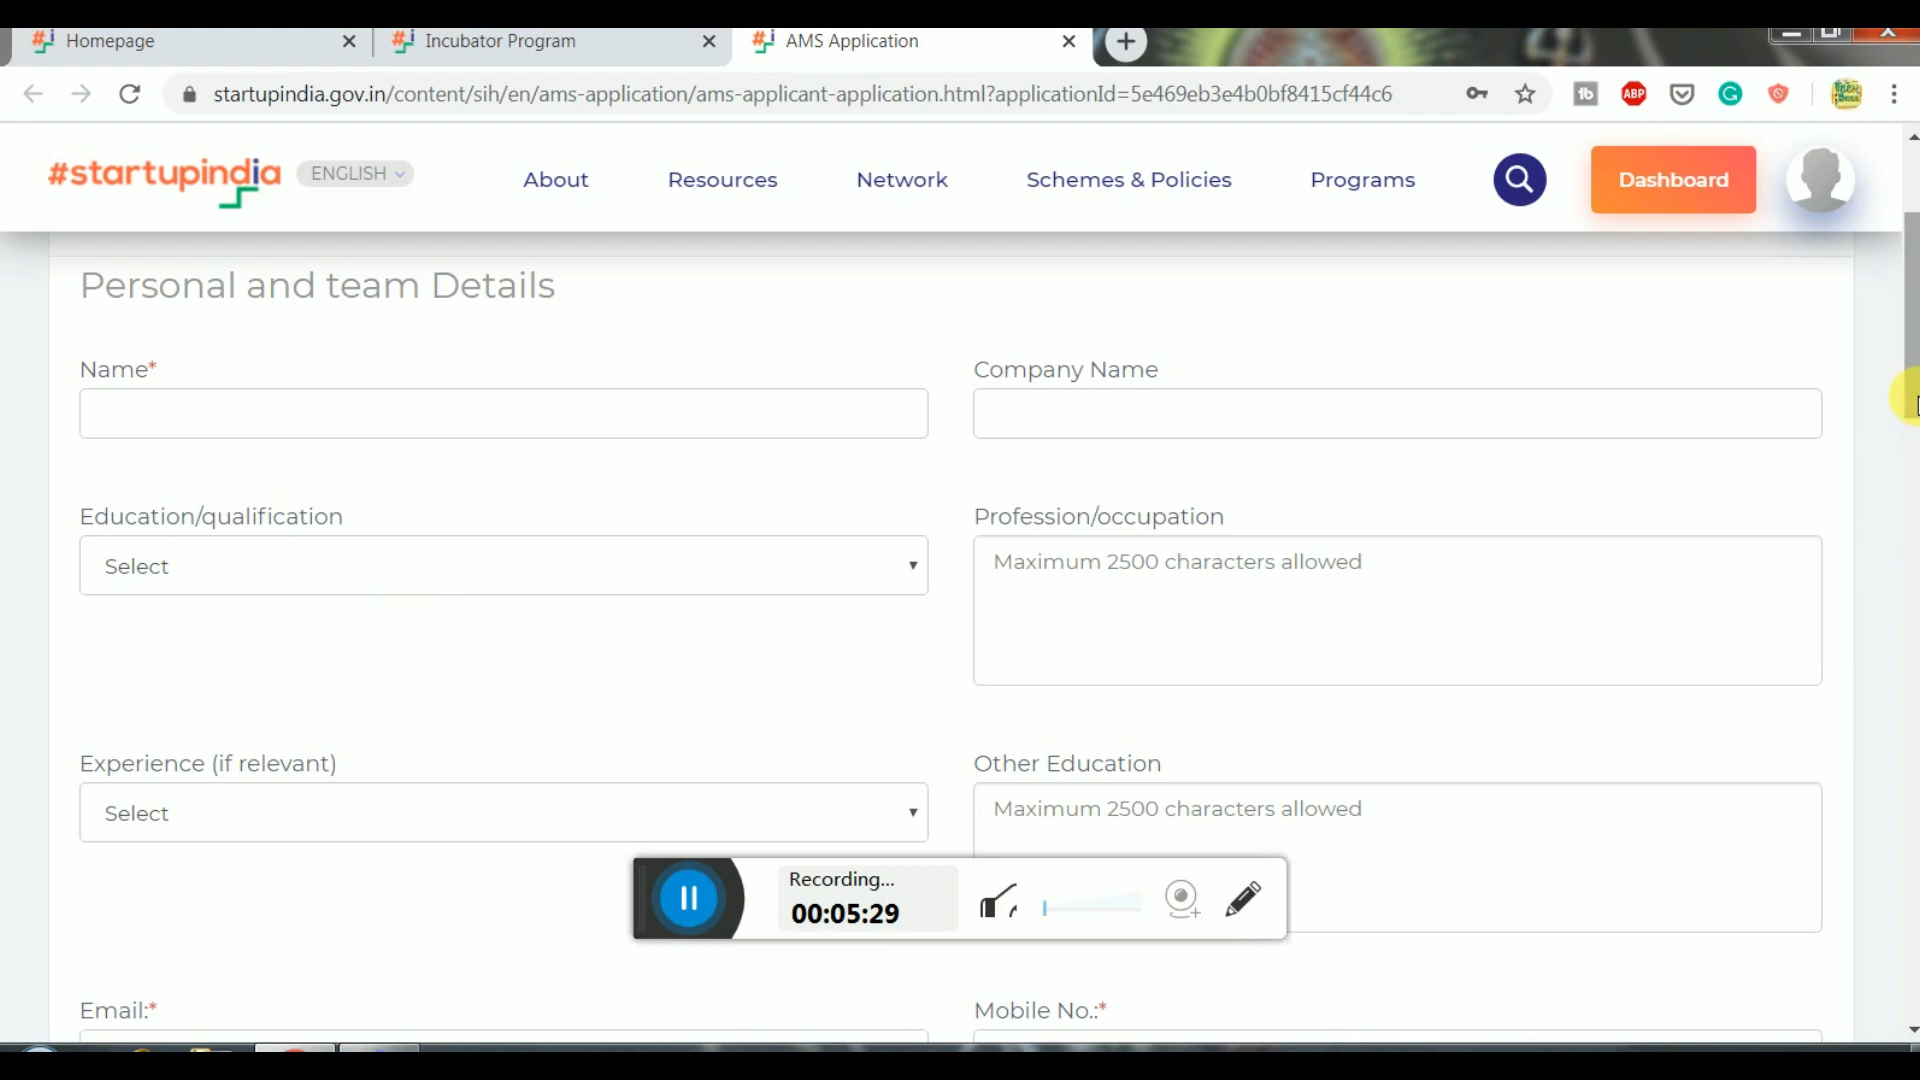 Homepage
Incubator Program
AMS Application
startupindia.gov.in/content/sih/en/ams-application/ams-applicant-application.html?applicationId=5e469eb3e4b0bf8415cf44c6
ABP
#startupindia
ENGLISH
About
Resources
Network
Schemes & Policies
Programs
Dashboard
Personal and team Details
Name*
Company Name
Education/qualification
Profession/occupation
Select
Maximum 2500 characters allowed
Experience (if relevant)
Other Education
Select
Maximum 2500 characters allowed
Recording...
00:05:29
Email:*
Mobile No.:*